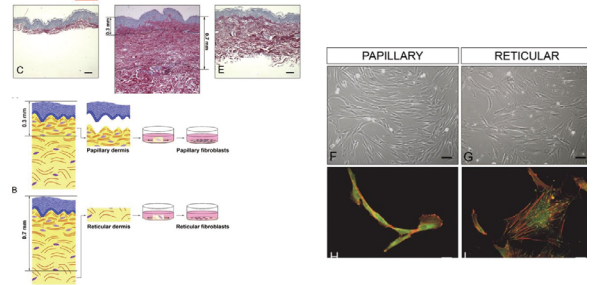 0.3 mm
0.7 mm
C
E
0.3 mm
Papillary dermis
Papillary fibroblasts
B
0.7 mm
Reticular dermis
Reticular fibroblasts
PAPILLARY
RETICULAR
F
G
H
I